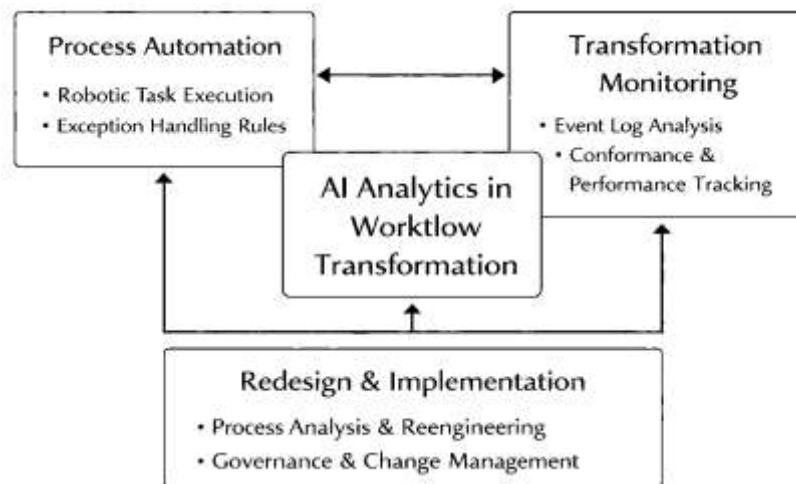 Process Automation
• Robotic Task Execution
• Exception Handling Rules
Transformation
Monitoring
• Event Log Analysis
• Conformance &
Performance Tracking
AI Analytics in
Worktlow
Transformation
Redesign & Implementation
• Process Analysis & Reengineering
• Governance & Change Management